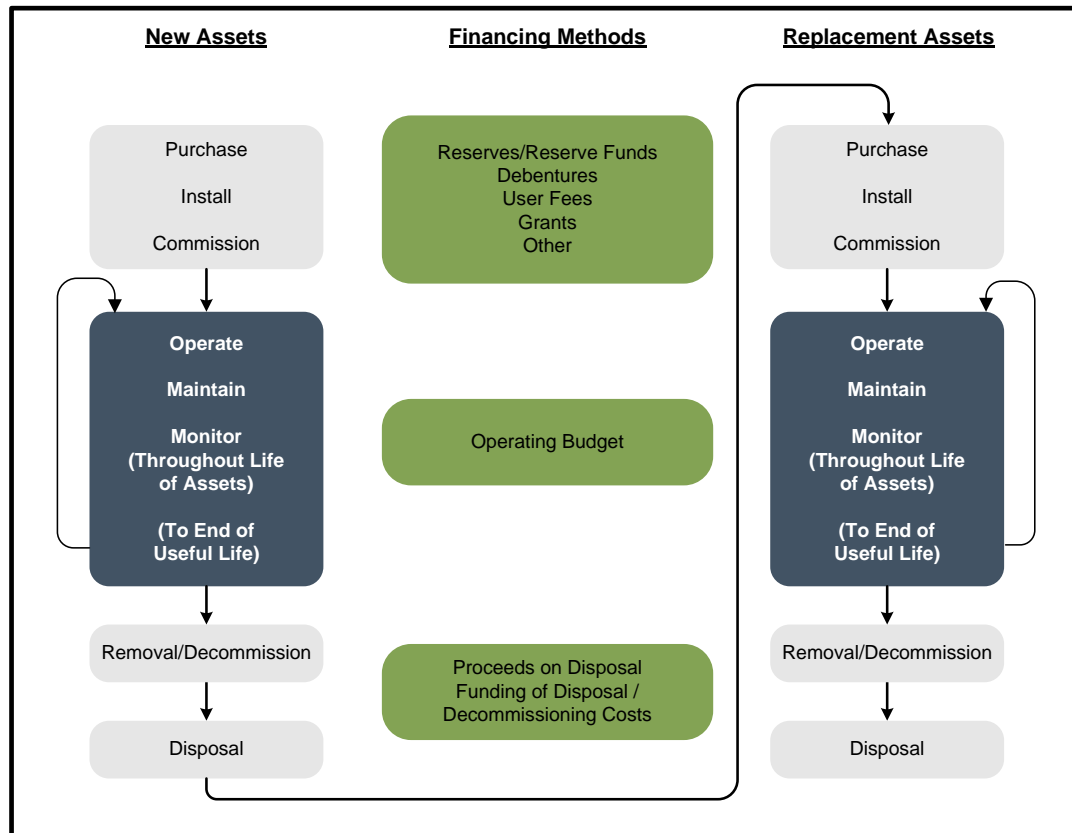 New Assets
Financing Methods
Replacement Assets
Purchase
Install
Commission
Reserves/Reserve Funds
Debentures
User Fees
Grants
Other
Purchase
Install
Commission
Operate
Maintain
Monitor
(Throughout Life
of Assets)
(To End of
Useful Life)
Operating Budget
Operate
Maintain
Monitor
(Throughout Life
of Assets)
(To End of
Useful Life)
Removal/Decommission
Proceeds on Disposal
Funding of Disposal /
Decommissioning Costs
Removal/Decommission
Disposal
Disposal